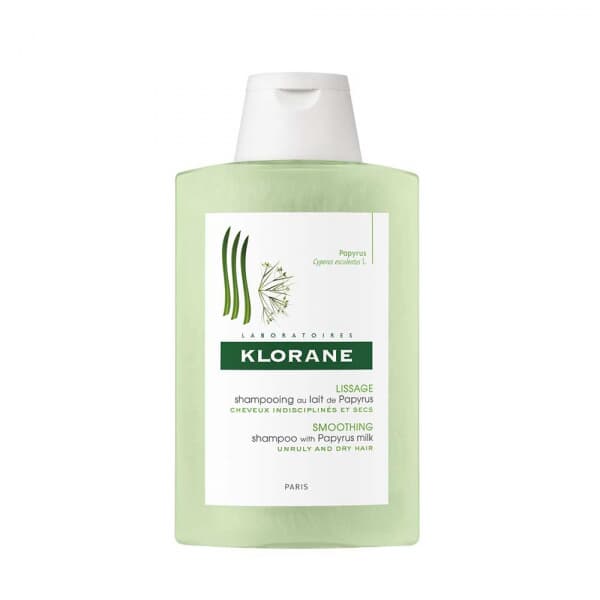 Papyrus
Cyperus esculentus L.
LABORATOIRES
KLORANE
LISSAGE
shampooing au lait de Papyrus
CHEVEUX INDISCIPLINÉS ET SECS
SMOOTHING
shampoo with Papyrus milk
UNRULY AND DRY HAIR
PARIS